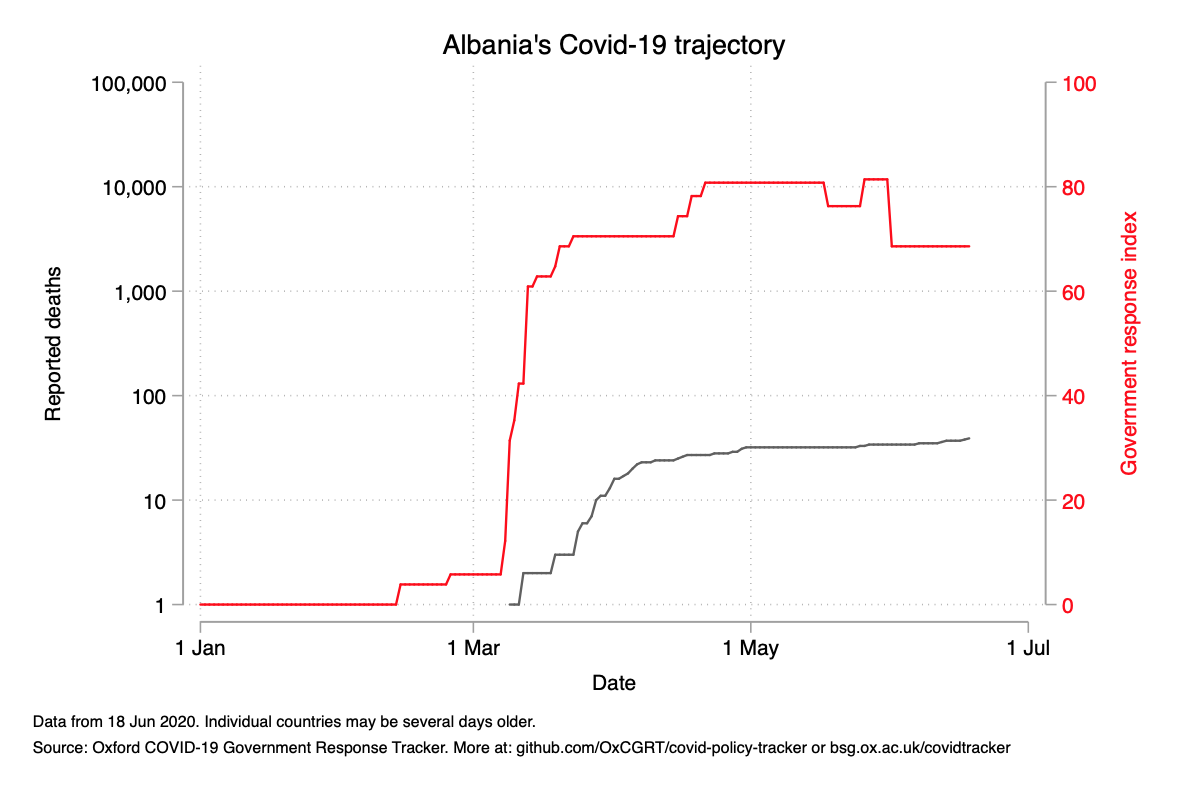 Albania's Covid-19 trajectory
100,000
10,000
1,000
100
10
1
Reported deaths
100
80
60
40
20
0
Government response index
1 Jan
1 Mar
1 May
1 Jul
Date
Data from 18 Jun 2020. Individual countries may be several days older.
Source: Oxford COVID-19 Government Response Tracker. More at: github.com/OxCGRT/covid-policy-tracker or bsg.ox.ac.uk/covidtracker